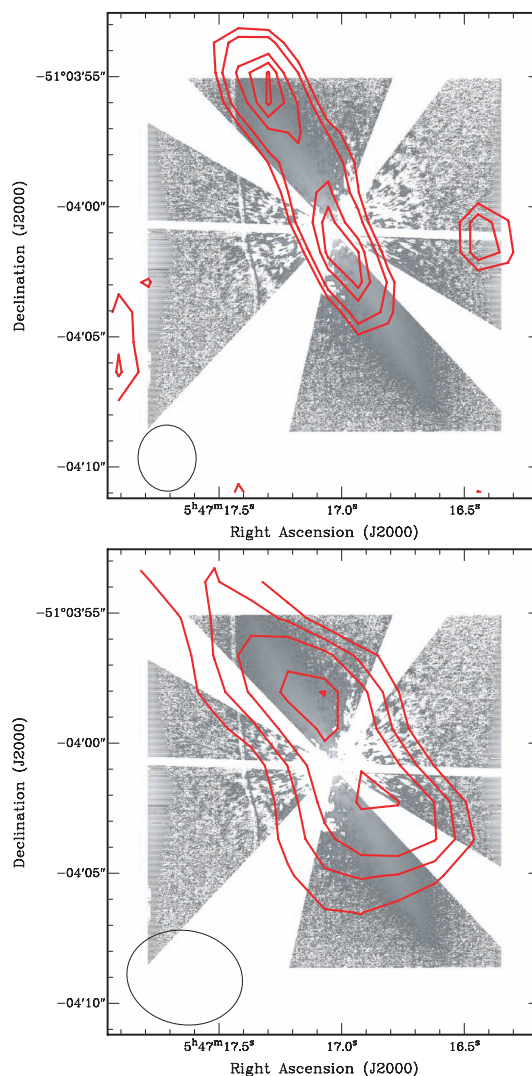 -51°03′55″
-04′00″
-04′05″
-04′10″
Declination (J2000)
5ʰ47ᵐ17.5ˢ 17.0ˢ 16.5ˢ
Right Ascension (J2000)
-51°03′55″
-04′00″
-04′05″
-04′10″
Declination (J2000)
5ʰ47ᵐ17.5ˢ 17.0ˢ 16.5ˢ
Right Ascension (J2000)